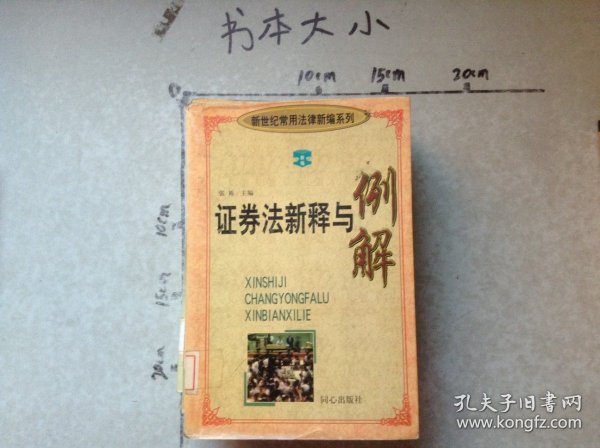 书本大小
10cm 15cm 20cm
10cm
15cm
20cm
新世纪常用法律新编系列
主编
证券法新释与
例解
XINSHIJI
CHANGYONGFALU
XINBIANXILIE
同心出版社
孔夫子旧书网
www.kongfz.com